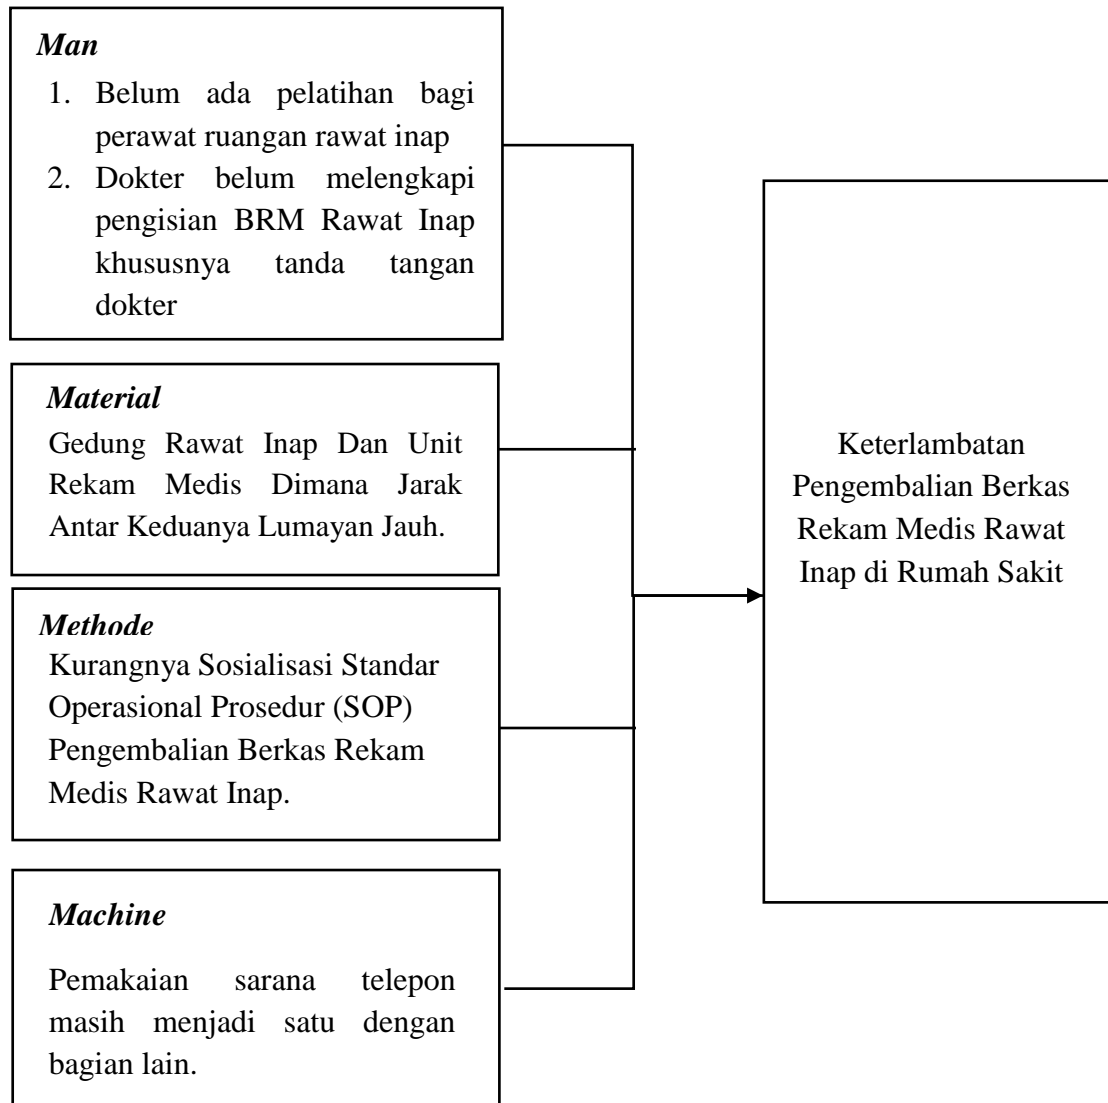 Man
1. Belum ada pelatihan bagi
perawat ruangan rawat inap
2. Dokter belum melengkapi
pengisian BRM Rawat Inap
khususnya tanda tangan
dokter
Material
Gedung Rawat Inap Dan Unit
Rekam Medis Dimana Jarak
Antar Keduanya Lumayan Jauh.
Methode
Kurangnya Sosialisasi Standar
Operasional Prosedur (SOP)
Pengembalian Berkas Rekam
Medis Rawat Inap.
Machine
Pemakaian sarana telepon
masih menjadi satu dengan
bagian lain.
Keterlambatan
Pengembalian Berkas
Rekam Medis Rawat
Inap di Rumah Sakit